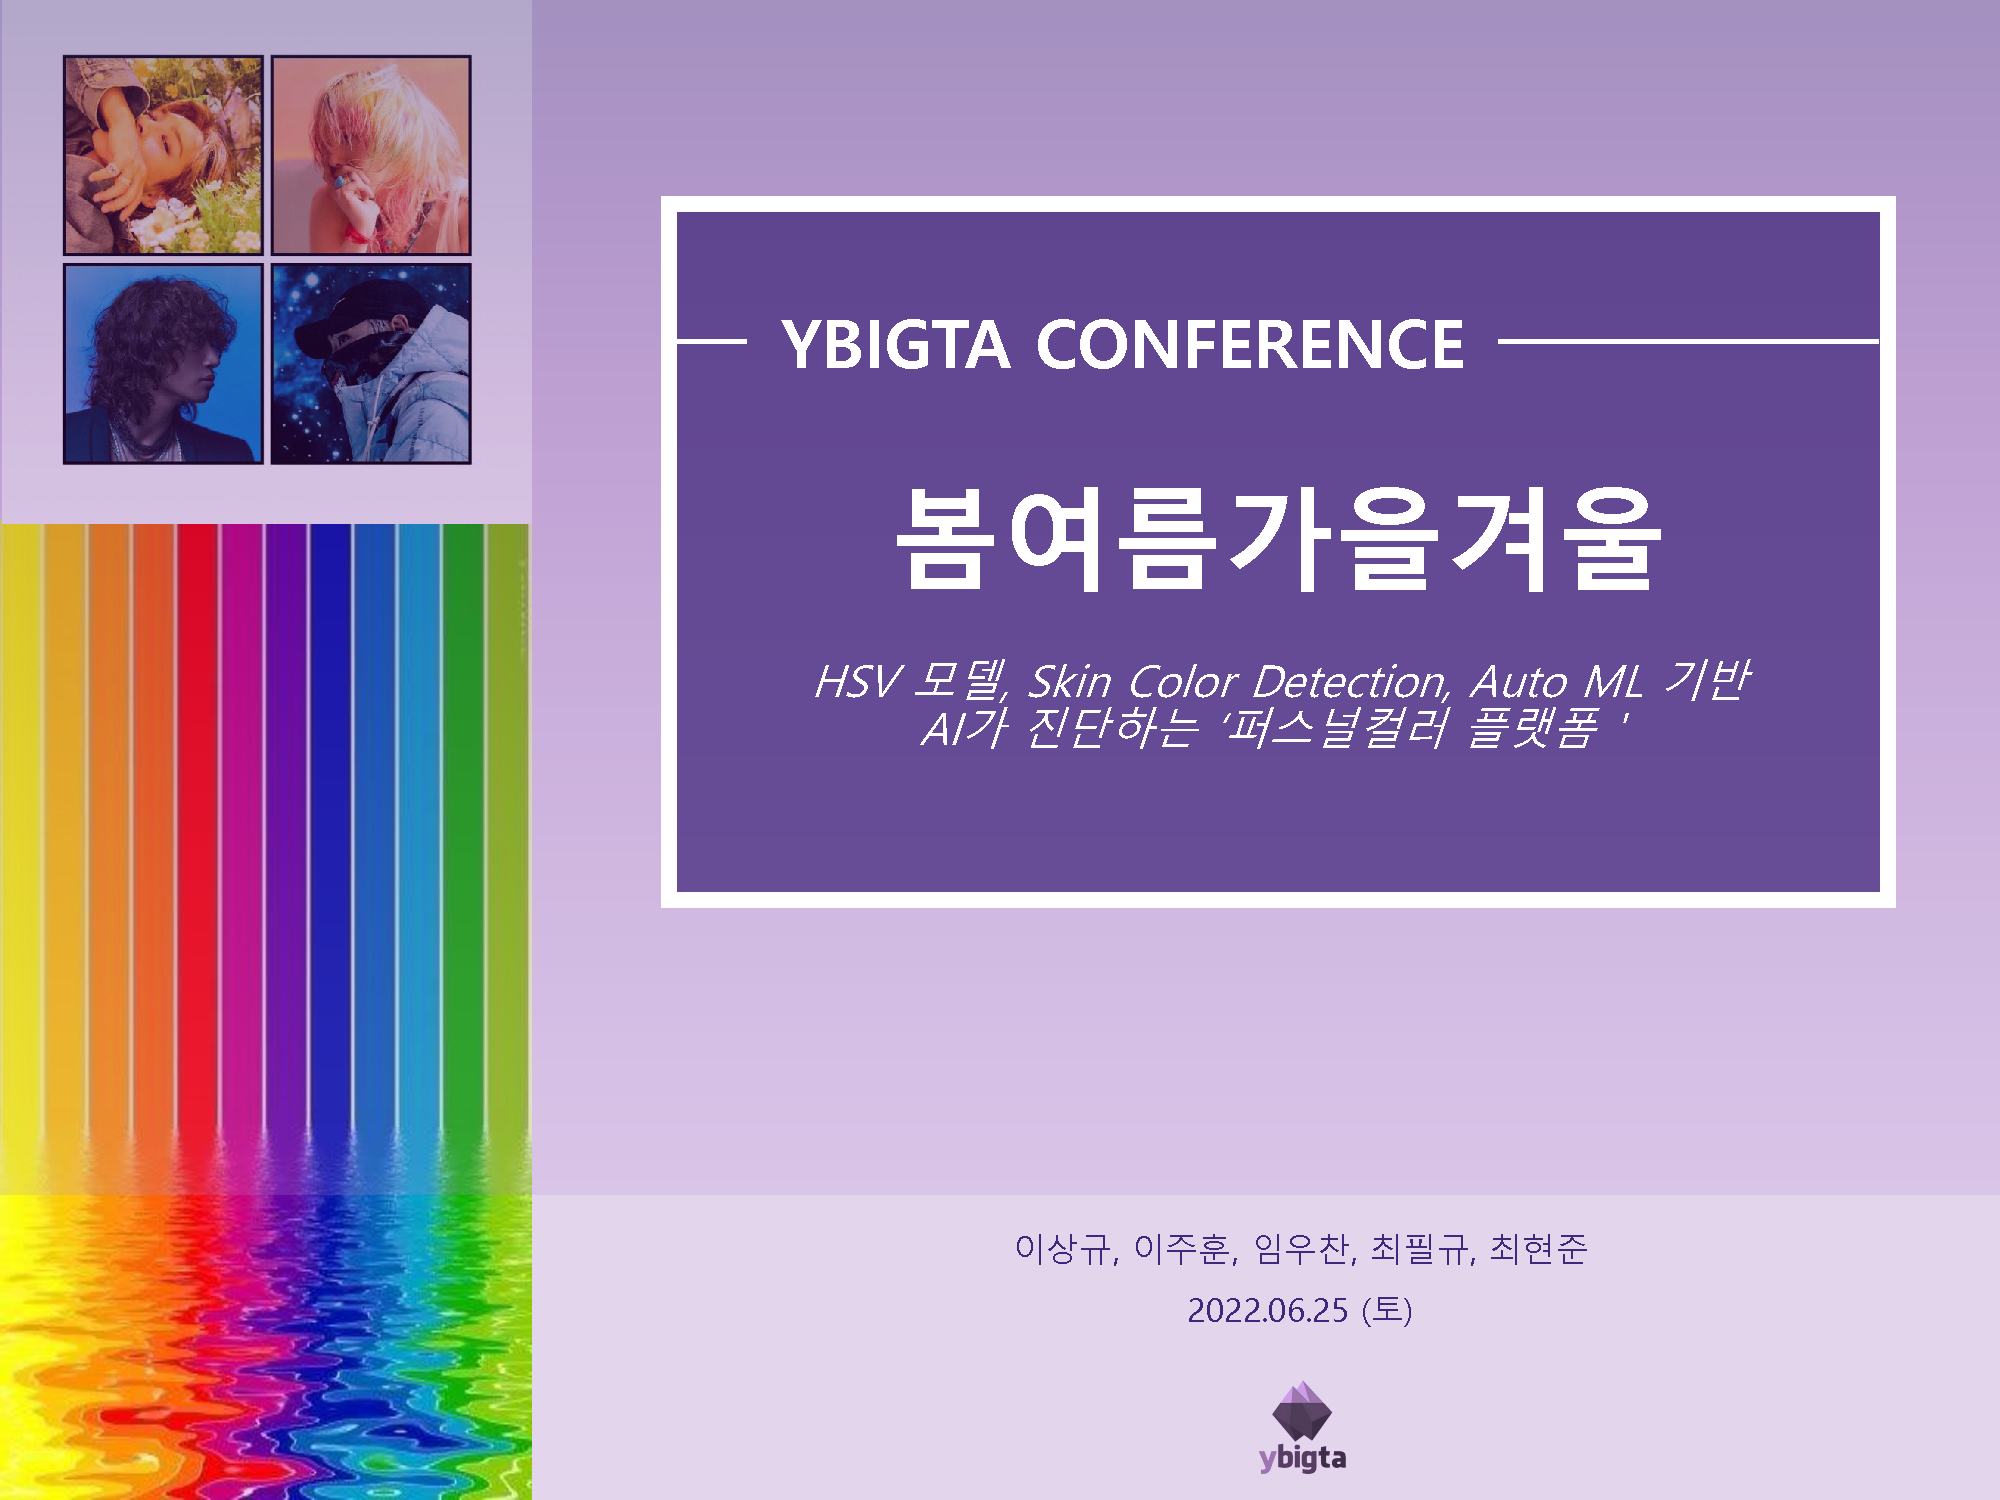 YBIGTA CONFERENCE
봄여름가을겨울
HSV 모델, Skin Color Detection, Auto ML 기반
AI가 진단하는 ‘퍼스널컬러 플랫폼 '
이상규, 이주훈, 임우찬, 최필규, 최현준
2022.06.25 (토)
ybigta